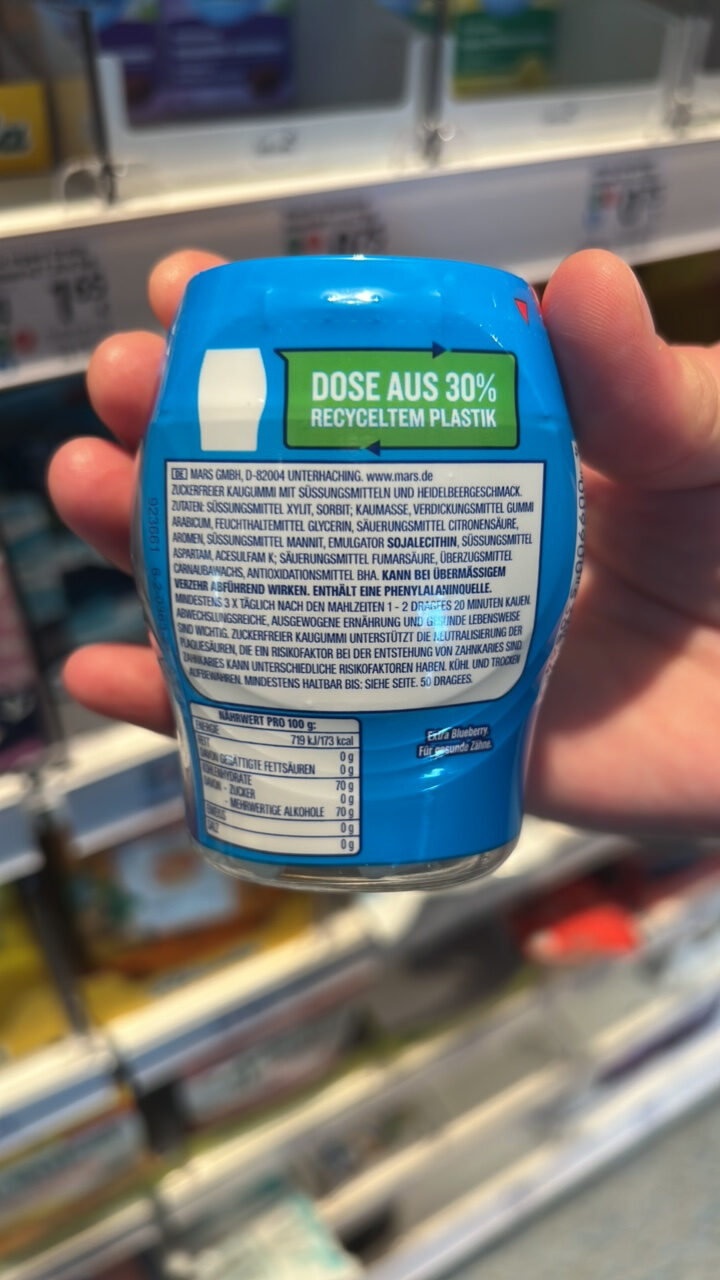 DOSE AUS 30%
RECYCELTEM PLASTIK
DE MARS GMBH, D-82004 UNTERHACHING. www.mars.de
ZUCKERFREIER KAUGUMMI MIT SÜSSUNGSMITTELN UND HEIDELBEERGESCHMACK.
ZUTATEN: SÜSSUNGSMITTEL XYLIT, SORBIT; KAUMASSE, VERDICKUNGSMITTEL GUMMI
ARABICUM, FEUCHTHALTEMITTEL GLYCERIN, SÄUERUNGSMITTEL CITRONENSÄURE,
AROMEN, SÜSSUNGSMITTEL MANNIT, EMULGATOR SOJALECITHIN, SÜSSUNGSMITTEL
ASPARTAM, ACESULFAM K; SÄUERUNGSMITTEL FUMARSÄURE, ÜBERZUGSMITTEL
CARNAUBAWACHS, ANTIOXIDATIONSMITTEL BHA. KANN BEI ÜBERMÄSSIGEM
VERZEHR ABFÜHREND WIRKEN. ENTHÄLT EINE PHENYLALANINQUELLE.
MINDESTENS 3 X TÄGLICH NACH DEN MAHLZEITEN 1 - 2 DRAGEES 20 MINUTEN KAUEN.
ABWECHSLUNGSREICHE, AUSGEWOGENE ERNÄHRUNG UND GESUNDE LEBENSWEISE
SIND WICHTIG. ZUCKERFREIER KAUGUMMI UNTERSTÜTZT DIE NEUTRALISIERUNG DER
PLAQUESÄUREN, DIE EIN RISIKOFAKTOR BEI DER ENTSTEHUNG VON ZAHNKARIES SIND.
ZAHNKARIES KANN UNTERSCHIEDLICHE RISIKOFAKTOREN HABEN. KÜHL UND TROCKEN
AUFBEWAHREN. MINDESTENS HALTBAR BIS: SIEHE SEITE. 50 DRAGEES.
NÄHRWERT PRO 100 g:
ENERGIE 719 kJ/173 kcal
FETT 0 g
DAVON GESÄTTIGTE FETTSÄUREN 0 g
KOHLENHYDRATE 70 g
DAVON - ZUCKER 0 g
- MEHRWERTIGE ALKOHOLE 70 g
EIWEISS 0 g
SALZ 0 g
Extra Blueberry.
Für gesunde Zähne.
923661